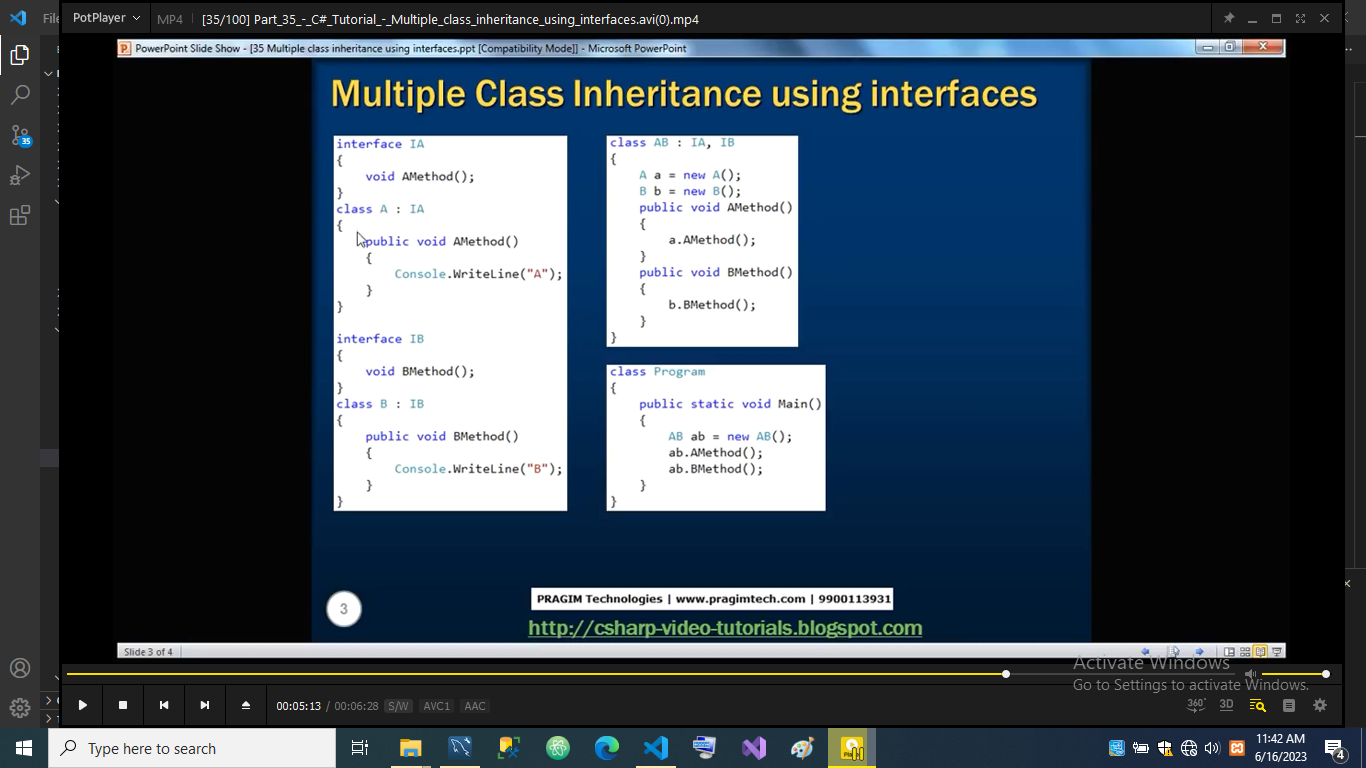 File
PotPlayer
MP4
[35/100] Part_35_-_C#_Tutorial_-_Multiple_class_inheritance_using_interfaces.avi(0).mp4
PowerPoint Slide Show - [35 Multiple class inheritance using interfaces.ppt [Compatibility Mode]] - Microsoft PowerPoint
Multiple Class Inheritance using interfaces
interface IA
{
void AMethod();
}
class A : IA
{
public void AMethod()
{
Console.WriteLine("A");
}
}
interface IB
{
void BMethod();
}
class B : IB
{
public void BMethod()
{
Console.WriteLine("B");
}
}
class AB : IA, IB
{
A a = new A();
B b = new B();
public void AMethod()
{
a.AMethod();
}
public void BMethod()
{
b.BMethod();
}
}
class Program
{
public static void Main()
{
AB ab = new AB();
ab.AMethod();
ab.BMethod();
}
}
3
PRAGIM Technologies | www.pragimtech.com | 9900113931
http://csharp-video-tutorials.blogspot.com
Slide 3 of 4
35
Activate Windows
Go to Settings to activate Windows.
00:05:13 / 00:06:28 S/W AVC1 AAC
360°
3D
Type here to search
11:42 AM
6/16/2023
4